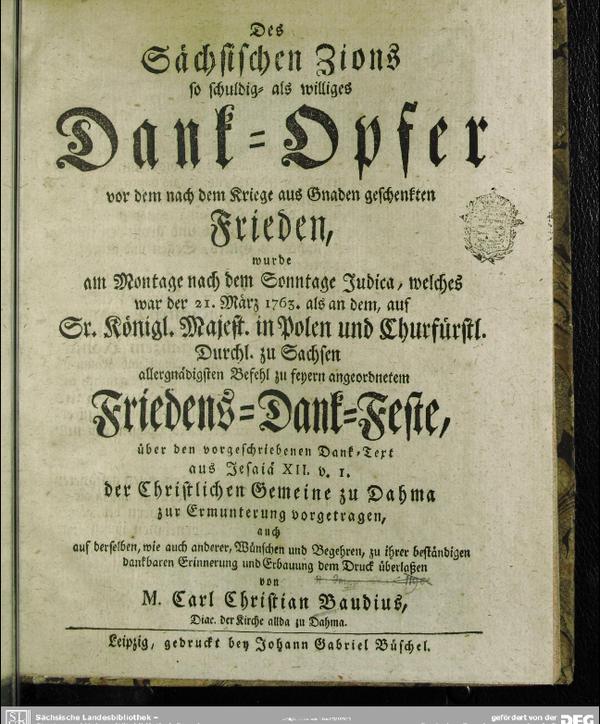 Des
Sächsischen Zions
so schuldig- als williges
Dank-Opfer
vor dem nach dem Kriege aus Gnaden geschenkten
Frieden,
wurde
am Montage nach dem Sonntage Judica, welches
war der 21. März 1763. als an dem, auf
Sr. Königl. Majest. in Polen und Churfürstl.
Durchl. zu Sachsen
allergnädigsten Befehl zu feyern angeordnetem
Friedens-Dank-Feste,
über den vorgeschriebenen Dank-Text
aus Jesaiä XII. v. 1.
der Christlichen Gemeine zu Dahma
zur Ermunterung vorgetragen,
auch
auf derselben, wie auch anderer, Wünschen und Begehren, zu ihrer beständigen
dankbaren Erinnerung und Erbauung dem Druck überlaßen
von
M. Carl Christian Baudius,
Diac. der Kirche allda zu Dahma.
Leipzig, gedruckt bey Johann Gabriel Büschel.
Sächsische Landesbibliothek –
gefördert von der DFG